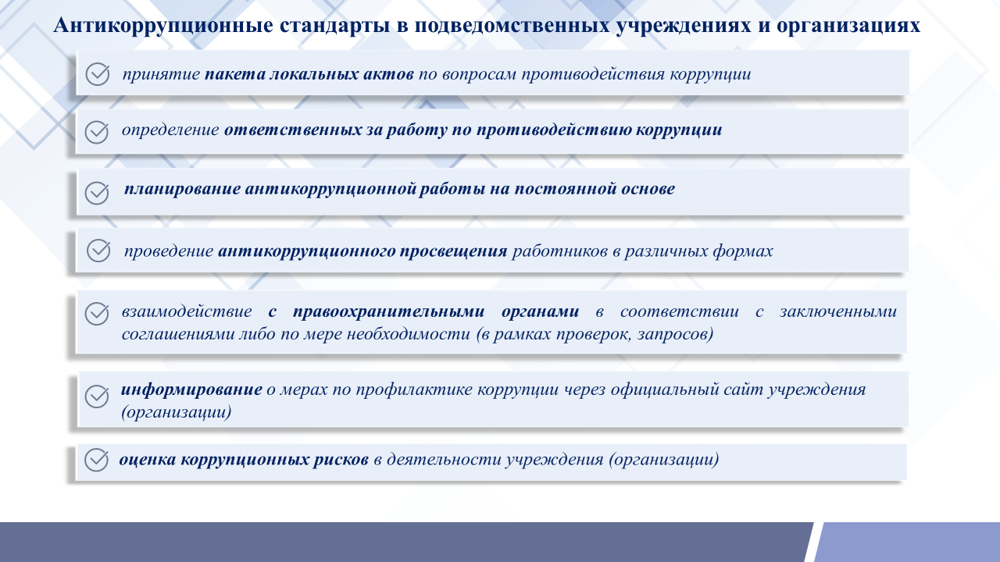 Антикоррупционные стандарты в подведомственных учреждениях и организациях
принятие пакета локальных актов по вопросам противодействия коррупции
определение ответственных за работу по противодействию коррупции
планирование антикоррупционной работы на постоянной основе
проведение антикоррупционного просвещения работников в различных формах
взаимодействие с правоохранительными органами в соответствии с заключенными
соглашениями либо по мере необходимости (в рамках проверок, запросов)
информирование о мерах по профилактике коррупции через официальный сайт учреждения
(организации)
оценка коррупционных рисков в деятельности учреждения (организации)